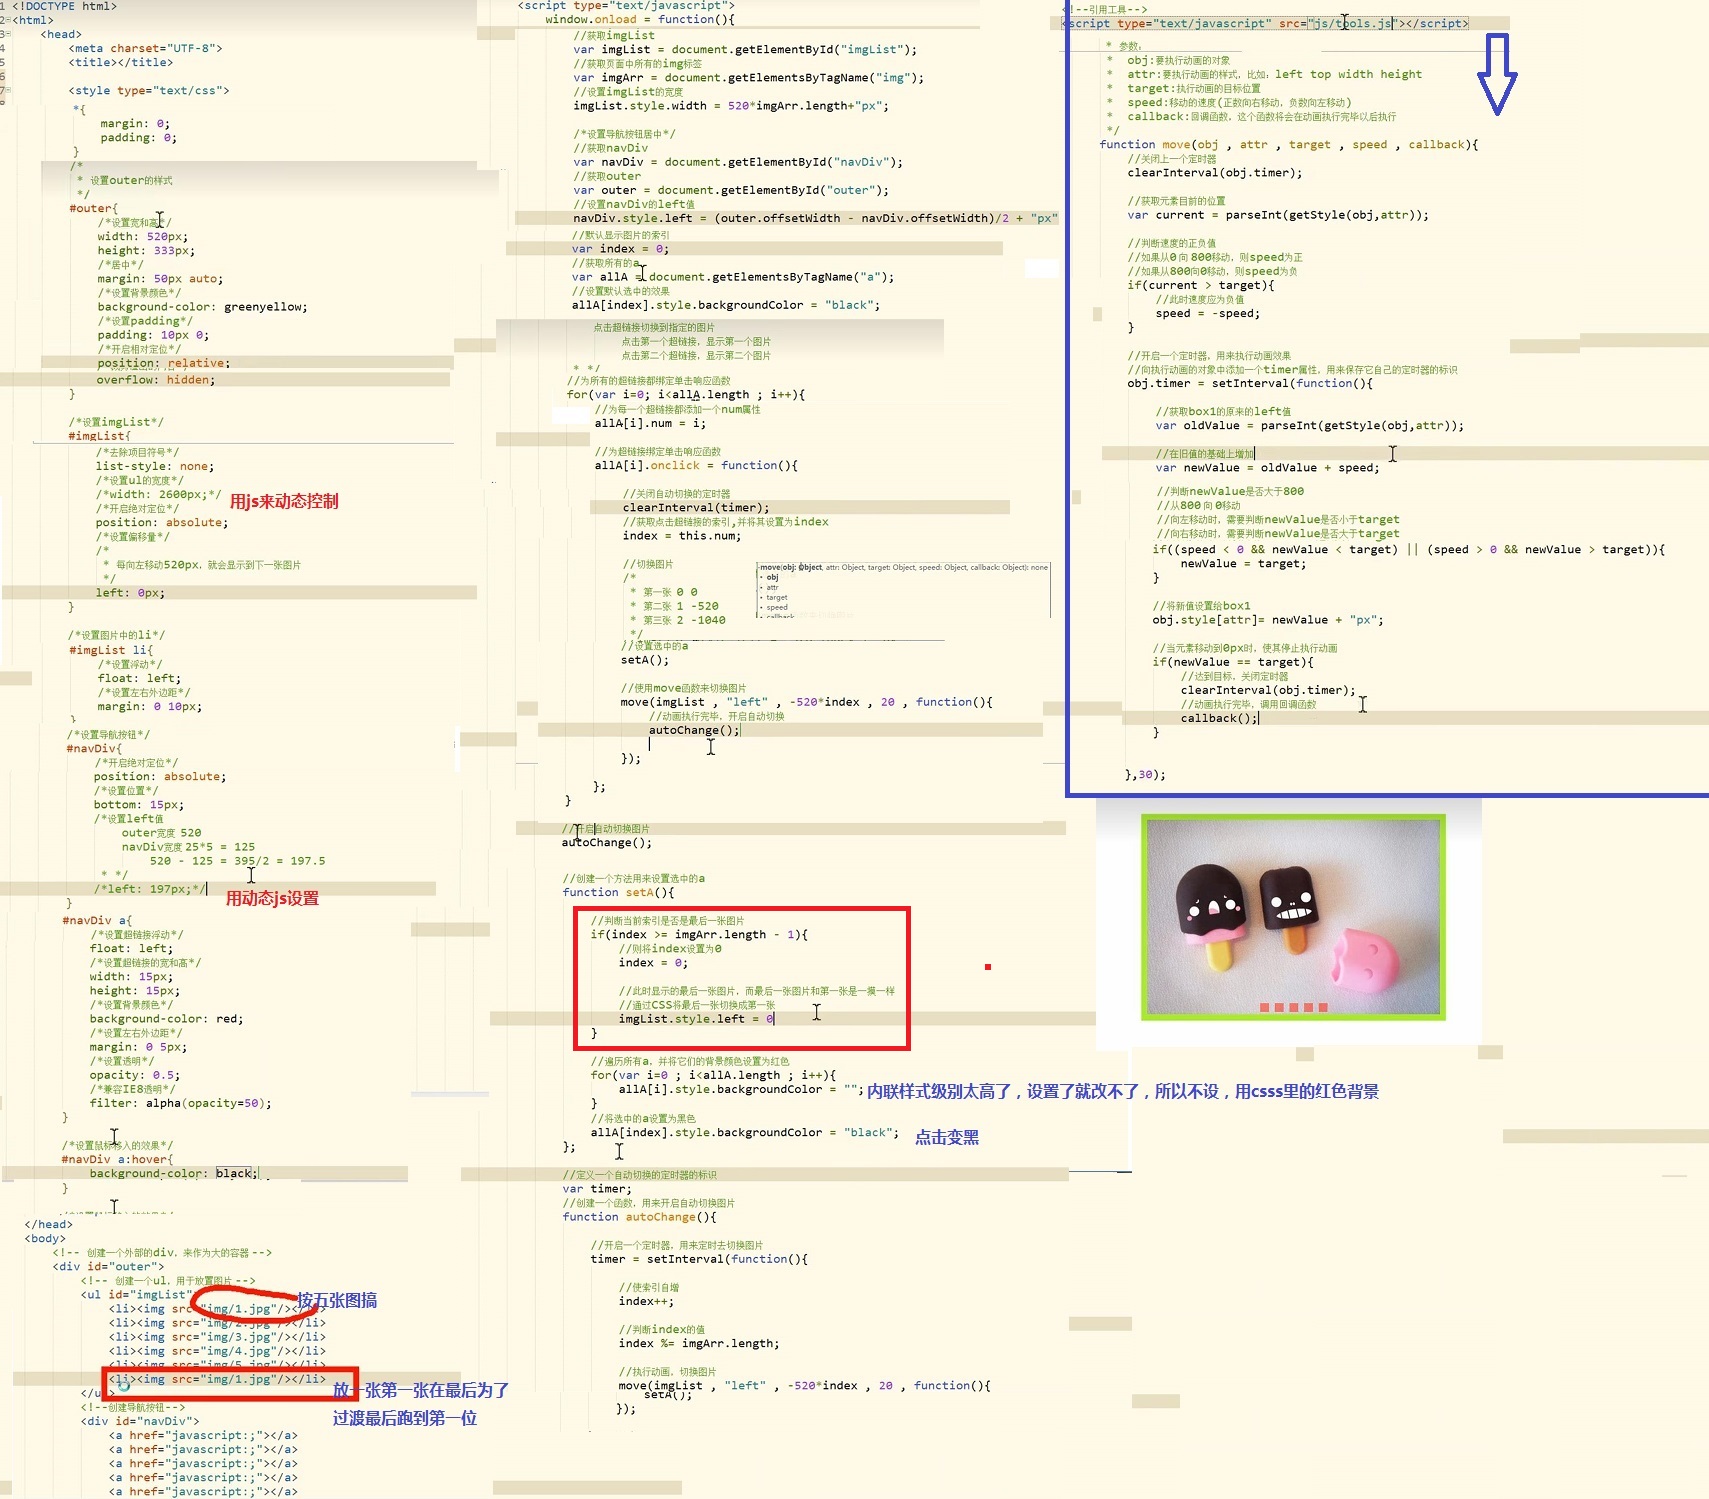 <!DOCTYPE html>
<html>
<head>
<meta charset="UTF-8">
<title></title>
<style type="text/css">
*{
margin: 0;
padding: 0;
}
/*
* 设置outer的样式
*/
#outer{
/*设置宽和高*/
width: 520px;
height: 333px;
/*居中*/
margin: 50px auto;
/*设置背景颜色*/
background-color: greenyellow;
/*设置padding*/
padding: 10px 0;
/*开启相对定位*/
position: relative;
overflow: hidden;
}
/*设置imgList*/
#imgList{
/*去除项目符号*/
list-style: none;
/*设置ul的宽度*/
/*width: 2600px;*/
用js来动态控制
/*开启绝对定位*/
position: absolute;
/*设置偏移量*/
/*
* 每向左移动520px，就会显示到下一张图片
*/
left: 0px;
}
/*设置图片中的li*/
#imgList li{
/*设置浮动*/
float: left;
/*设置左右外边距*/
margin: 0 10px;
}
/*设置导航按钮*/
#navDiv{
/*开启绝对定位*/
position: absolute;
/*设置位置*/
bottom: 15px;
/*设置left值
outer宽度 520
navDiv宽度 25*5 = 125
520 - 125 = 395/2 = 197.5
* */
/*left: 197px;*/
用动态js设置
}
#navDiv a{
/*设置超链接浮动*/
float: left;
/*设置超链接的宽和高*/
width: 15px;
height: 15px;
/*设置背景颜色*/
background-color: red;
/*设置左右外边距*/
margin: 0 5px;
/*设置透明*/
opacity: 0.5;
/*兼容IE8透明*/
filter: alpha(opacity=50);
}
/*设置鼠标移入的效果*/
#navDiv a:hover{
background-color: black;
}
</head>
<body>
<!-- 创建一个外部的div，来作为大的容器 -->
<div id="outer">
<!-- 创建一个ul，用于放置图片 -->
<ul id="imgList">
<li><img src="img/1.jpg"/></li>
按五张图搞
<li><img src="img/2.jpg"/></li>
<li><img src="img/3.jpg"/></li>
<li><img src="img/4.jpg"/></li>
<li><img src="img/5.jpg"/></li>
<li><img src="img/1.jpg"/></li>
放一张第一张在最后为了
过渡最后跑到第一位
</ul>
<!--创建导航按钮-->
<div id="navDiv">
<a href="javascript:;"></a>
<a href="javascript:;"></a>
<a href="javascript:;"></a>
<a href="javascript:;"></a>
<a href="javascript:;"></a>
<script type="text/javascript">
window.onload = function(){
//获取imgList
var imgList = document.getElementById("imgList");
//获取页面中所有的img标签
var imgArr = document.getElementsByTagName("img");
//设置imgList的宽度
imgList.style.width = 520*imgArr.length+"px";
/*设置导航按钮居中*/
//获取navDiv
var navDiv = document.getElementById("navDiv");
//获取outer
var outer = document.getElementById("outer");
//设置navDiv的left值
navDiv.style.left = (outer.offsetWidth - navDiv.offsetWidth)/2 + "px"
//默认显示图片的索引
var index = 0;
//获取所有的a
var allA = document.getElementsByTagName("a");
//设置默认选中的效果
allA[index].style.backgroundColor = "black";
点击超链接切换到指定的图片
点击第一个超链接，显示第一个图片
点击第二个超链接，显示第二个图片
* */
//为所有的超链接都绑定单击响应函数
for(var i=0; i<allA.length ; i++){
//为每一个超链接都添加一个num属性
allA[i].num = i;
//为超链接绑定单击响应函数
allA[i].onclick = function(){
//关闭自动切换的定时器
clearInterval(timer);
//获取点击超链接的索引,并将其设置为index
index = this.num;
//切换图片
/*
* 第一张 0 0
* 第二张 1 -520
* 第三张 2 -1040
*/
move(obj: Object, attr: Object, target: Object, speed: Object, callback: Object): none
• obj
• attr
• target
• speed
• callback
//设置选中的a
setA();
//使用move函数来切换图片
move(imgList , "left" , -520*index , 20 , function(){
//动画执行完毕，开启自动切换
autoChange();
});
};
}
//开启自动切换图片
autoChange();
//创建一个方法用来设置选中的a
function setA(){
//判断当前索引是否是最后一张图片
if(index >= imgArr.length - 1){
//则将index设置为0
index = 0;
//此时显示的最后一张图片，而最后一张图片和第一张是一摸一样
//通过CSS将最后一张切换成第一张
imgList.style.left = 0
}
//遍历所有a，并将它们的背景颜色设置为红色
for(var i=0 ; i<allA.length ; i++){
allA[i].style.backgroundColor = "";
内联样式级别太高了，设置了就改不了，所以不设，用csss里的红色背景
}
//将选中的a设置为黑色
allA[index].style.backgroundColor = "black";
点击变黑
};
//定义一个自动切换的定时器的标识
var timer;
//创建一个函数，用来开启自动切换图片
function autoChange(){
//开启一个定时器，用来定时去切换图片
timer = setInterval(function(){
//使索引自增
index++;
//判断index的值
index %= imgArr.length;
//执行动画，切换图片
move(imgList , "left" , -520*index , 20 , function(){
setA();
});
<!--引用工具-->
<script type="text/javascript" src="js/tools.js"></script>
* 参数：
* obj:要执行动画的对象
* attr:要执行动画的样式，比如：left top width height
* target:执行动画的目标位置
* speed:移动的速度(正数向右移动，负数向左移动)
* callback:回调函数，这个函数将会在动画执行完毕以后执行
*/
function move(obj , attr , target , speed , callback){
//关闭上一个定时器
clearInterval(obj.timer);
//获取元素目前的位置
var current = parseInt(getStyle(obj,attr));
//判断速度的正负值
//如果从0 向 800移动，则speed为正
//如果从800向0移动，则speed为负
if(current > target){
//此时速度应为负值
speed = -speed;
}
//开启一个定时器，用来执行动画效果
//向执行动画的对象中添加一个timer属性，用来保存它自己的定时器的标识
obj.timer = setInterval(function(){
//获取box1的原来的left值
var oldValue = parseInt(getStyle(obj,attr));
//在旧值的基础上增加
var newValue = oldValue + speed;
//判断newValue是否大于800
//从800 向 0移动
//向左移动时，需要判断newValue是否小于target
//向右移动时，需要判断newValue是否大于target
if((speed < 0 && newValue < target) || (speed > 0 && newValue > target)){
newValue = target;
}
//将新值设置给box1
obj.style[attr]= newValue + "px";
//当元素移动到0px时，使其停止执行动画
if(newValue == target){
//达到目标，关闭定时器
clearInterval(obj.timer);
//动画执行完毕，调用回调函数
callback();
}
},30);